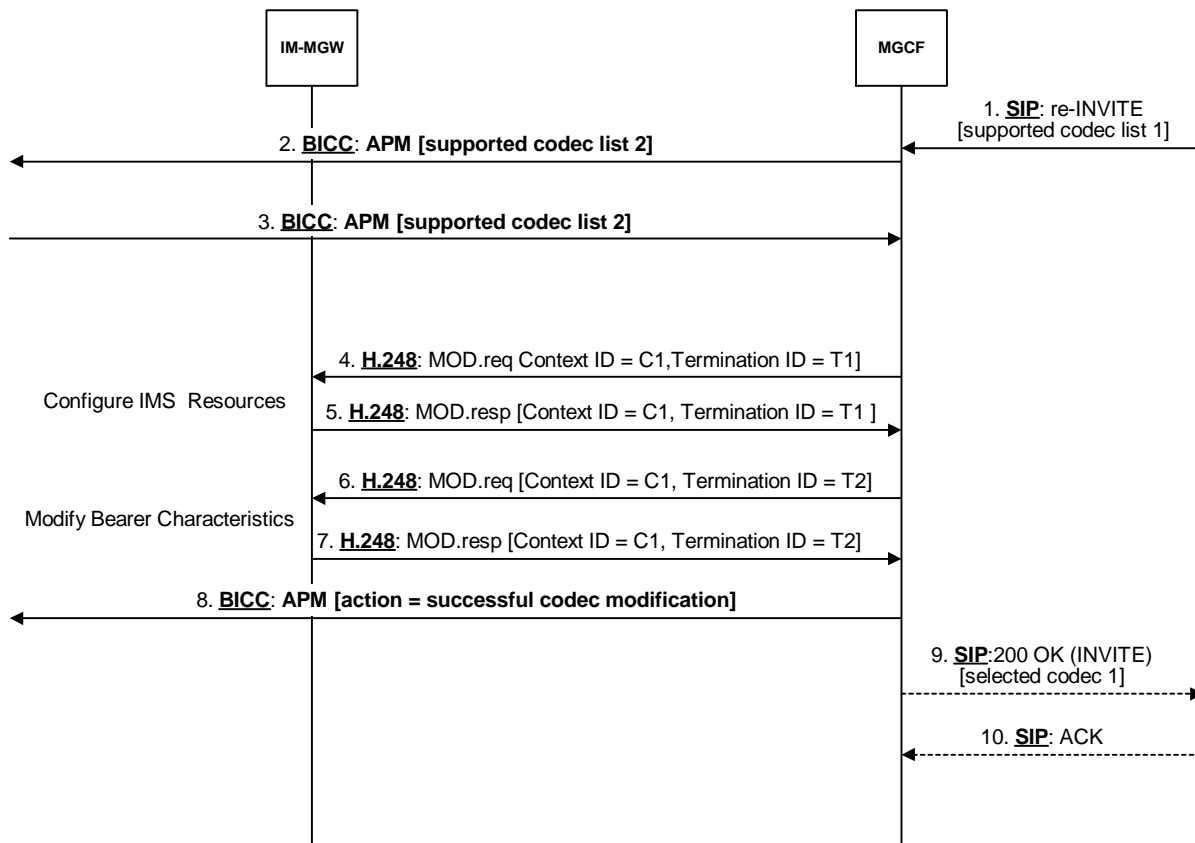 IM-MGW
MGCF
1. SIP: re-INVITE
[supported codec list 1]
2. BICC: APM [supported codec list 2]
3. BICC: APM [supported codec list 2]
4. H.248: MOD.req Context ID = C1,Termination ID = T1]
Configure IMS Resources
5. H.248: MOD.resp [Context ID = C1, Termination ID = T1 ]
6. H.248: MOD.req [Context ID = C1, Termination ID = T2]
Modify Bearer Characteristics
7. H.248: MOD.resp [Context ID = C1, Termination ID = T2]
8. BICC: APM [action = successful codec modification]
9. SIP:200 OK (INVITE)
[selected codec 1]
10. SIP: ACK